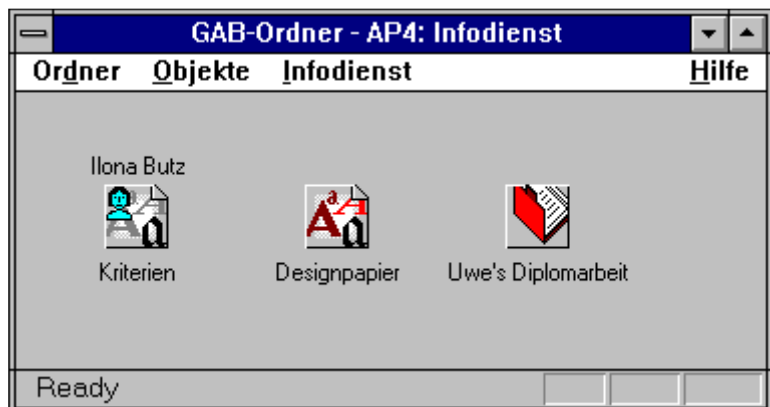 GAB-Ordner - AP4: Infodienst
Ordner Objekte Infodienst Hilfe
Ilona Butz
Kriterien Designpapier Uwe's Diplomarbeit
Ready